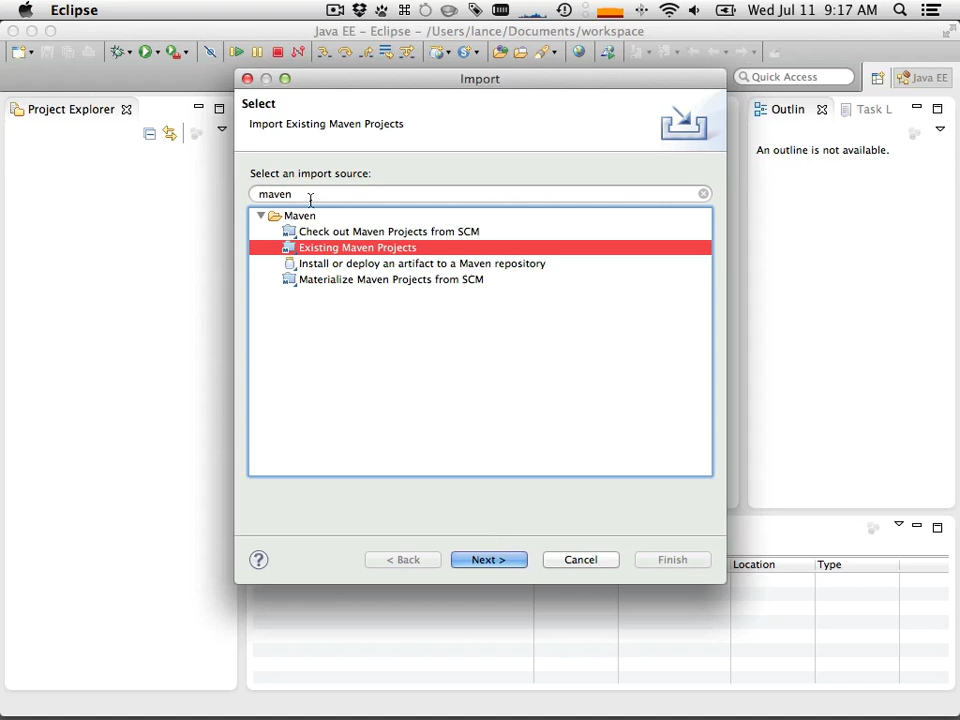 Eclipse
Wed Jul 11 9:17 AM
Java EE – Eclipse – /Users/lance/Documents/workspace
Quick Access
Java EE
Project Explorer
Import
Select
Import Existing Maven Projects
Select an import source:
maven
Maven
Check out Maven Projects from SCM
Existing Maven Projects
Install or deploy an artifact to a Maven repository
Materialize Maven Projects from SCM
?
< Back
Next >
Cancel
Finish
Outlin
Task L
An outline is not available.
Location
Type